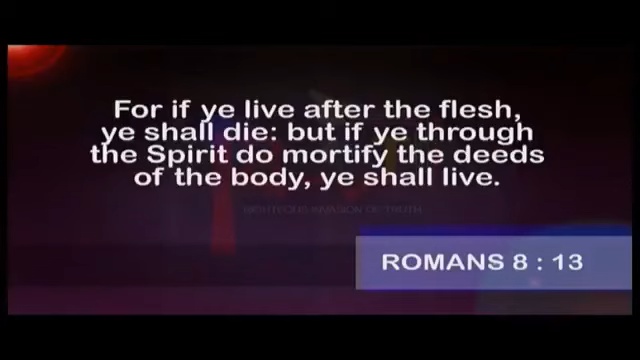 For if ye live after the flesh,
ye shall die: but if ye through
the Spirit do mortify the deeds
of the body, ye shall live.
RIGHTEOUS INVASION OF TRUTH
ROMANS 8 : 13